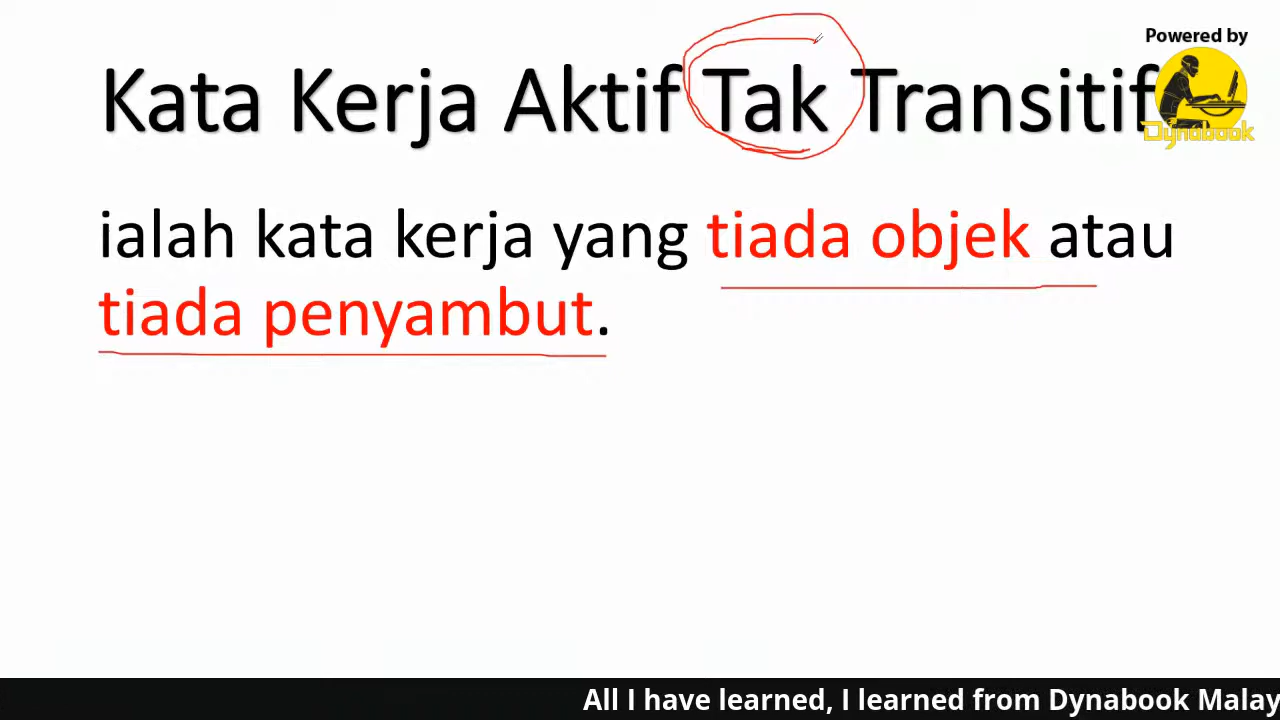 Powered by
Kata Kerja Aktif Tak Transitif
Dynabook
ialah kata kerja yang tiada objek atau
tiada penyambut.
All I have learned, I learned from Dynabook Malay